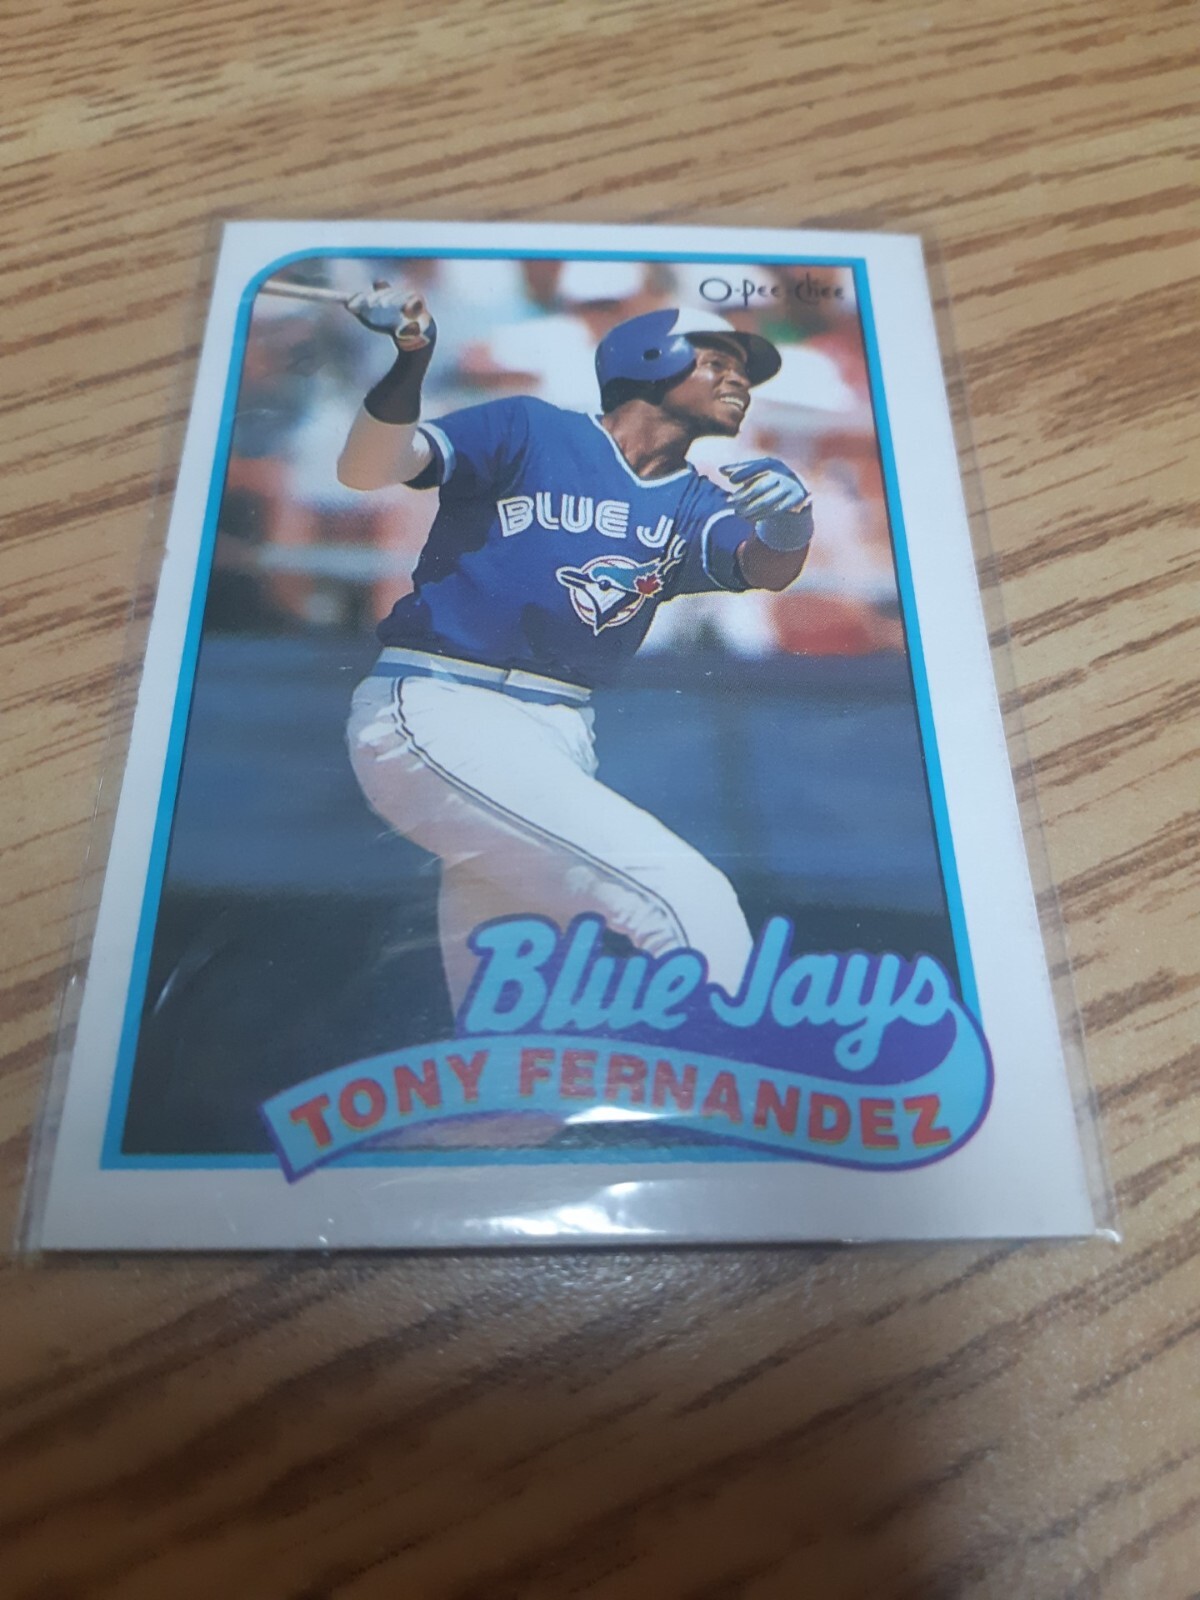 O-Pee-Chee
BLUE J
Blue Jays
TONY FERNANDEZ